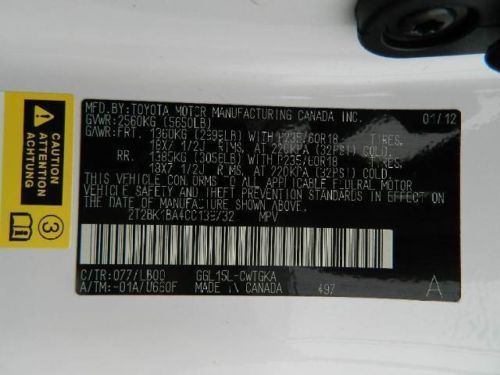 MFD.BY:TOYOTA MOTOR MANUFACTURING CANADA INC. 01/12
GVWR: 2560KG (5650LB)
GAWR:FRT. 1360KG (2998LB) WITH P235/60R18 TIRES,
18X7 1/2J RIMS, AT 220KPA (32PSI) COLD
RR. 1385KG (3056LB) WITH P235/60R18 TIRES,
18X7 1/2J RIMS, AT 220KPA (32PSI) COLD
THIS VEHICLE CONFORMS TO ALL APPLICABLE FEDERAL MOTOR
VEHICLE SAFETY AND THEFT PREVENTION STANDARDS IN EFFECT ON
THE DATE OF MANUFACTURE SHOWN ABOVE.
MPV
C/TR:077/LB00 GGL15L-CWTGKA
A/TM:-01A/U660F MADE IN CANADA 497 A
CAUTION
3